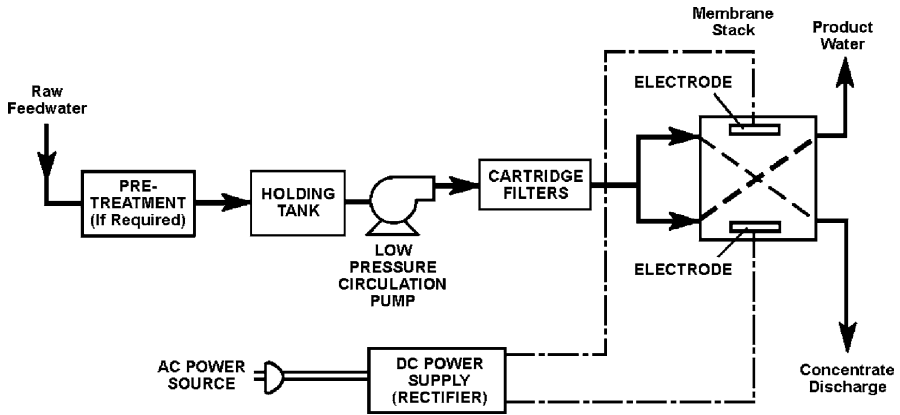 Membrane
Stack
Product
Water
Raw
Feedwater
ELECTRODE
PRE-
TREATMENT
(If Required)
HOLDING
TANK
CARTRIDGE
FILTERS
LOW
PRESSURE
CIRCULATION
PUMP
ELECTRODE
AC POWER
SOURCE
DC POWER
SUPPLY
(RECTIFIER)
Concentrate
Discharge